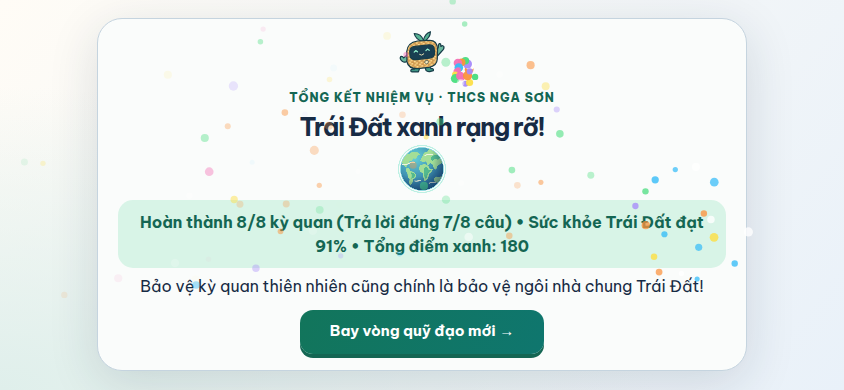 TỔNG KẾT NHIỆM VỤ · THCS NGA SƠN
Trái Đất xanh rạng rỡ!
Hoàn thành 8/8 kỳ quan (Trả lời đúng 7/8 câu) • Sức khỏe Trái Đất đạt
91% • Tổng điểm xanh: 180
Bảo vệ kỳ quan thiên nhiên cũng chính là bảo vệ ngôi nhà chung Trái Đất!
Bay vòng quỹ đạo mới →